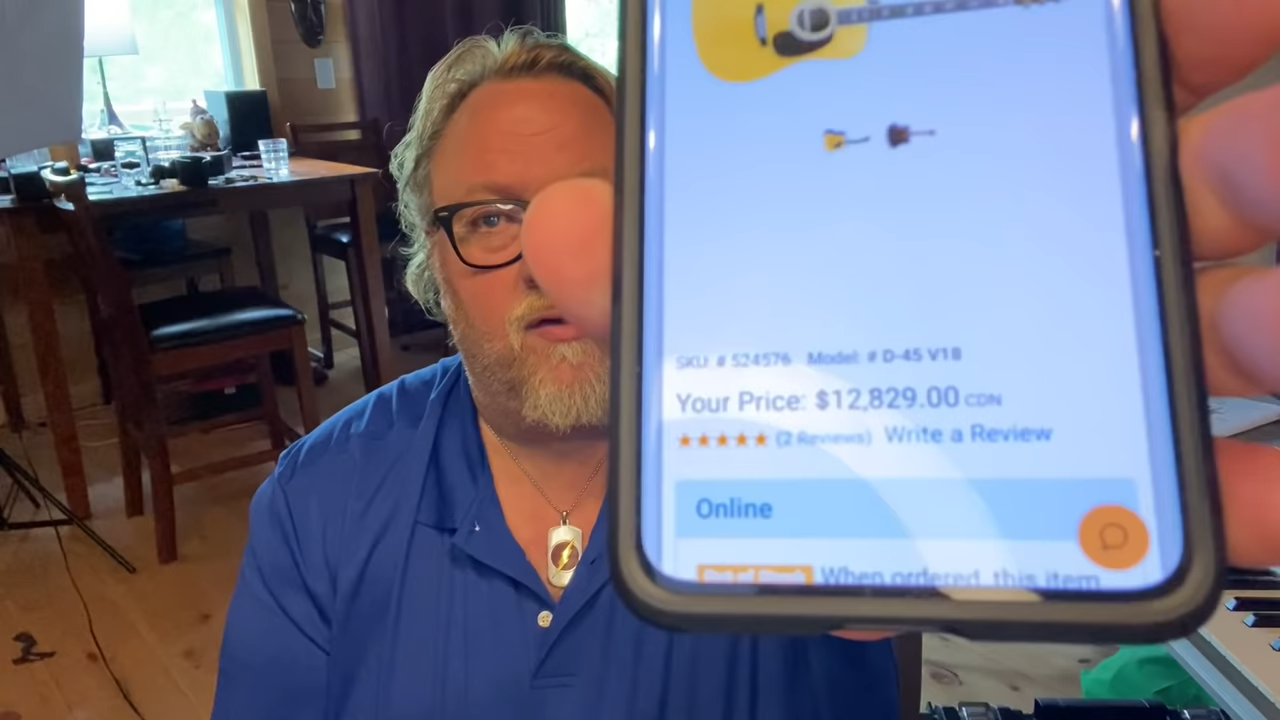 SKU: # 524576 Model: # D-45 V18
Your Price: $12,829.00 CDN
(2 Reviews) Write a Review
Online
When ordered, this item